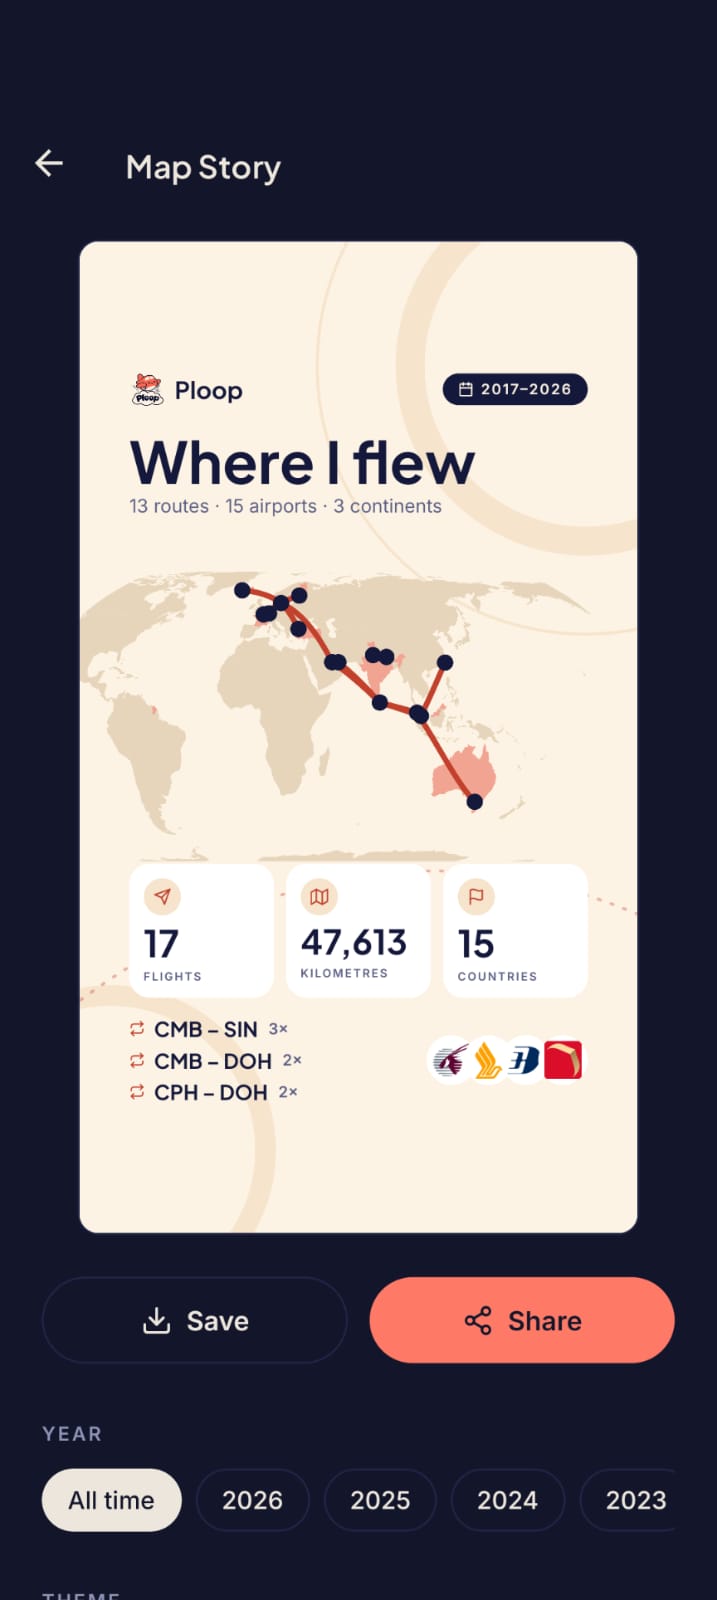 Map Story
Ploop
Ploop
2017–2026
Where I flew
13 routes · 15 airports · 3 continents
17
FLIGHTS
47,613
KILOMETRES
15
COUNTRIES
CMB – SIN 3×
CMB – DOH 2×
CPH – DOH 2×
Save
Share
YEAR
All time
2026
2025
2024
2023
THEME